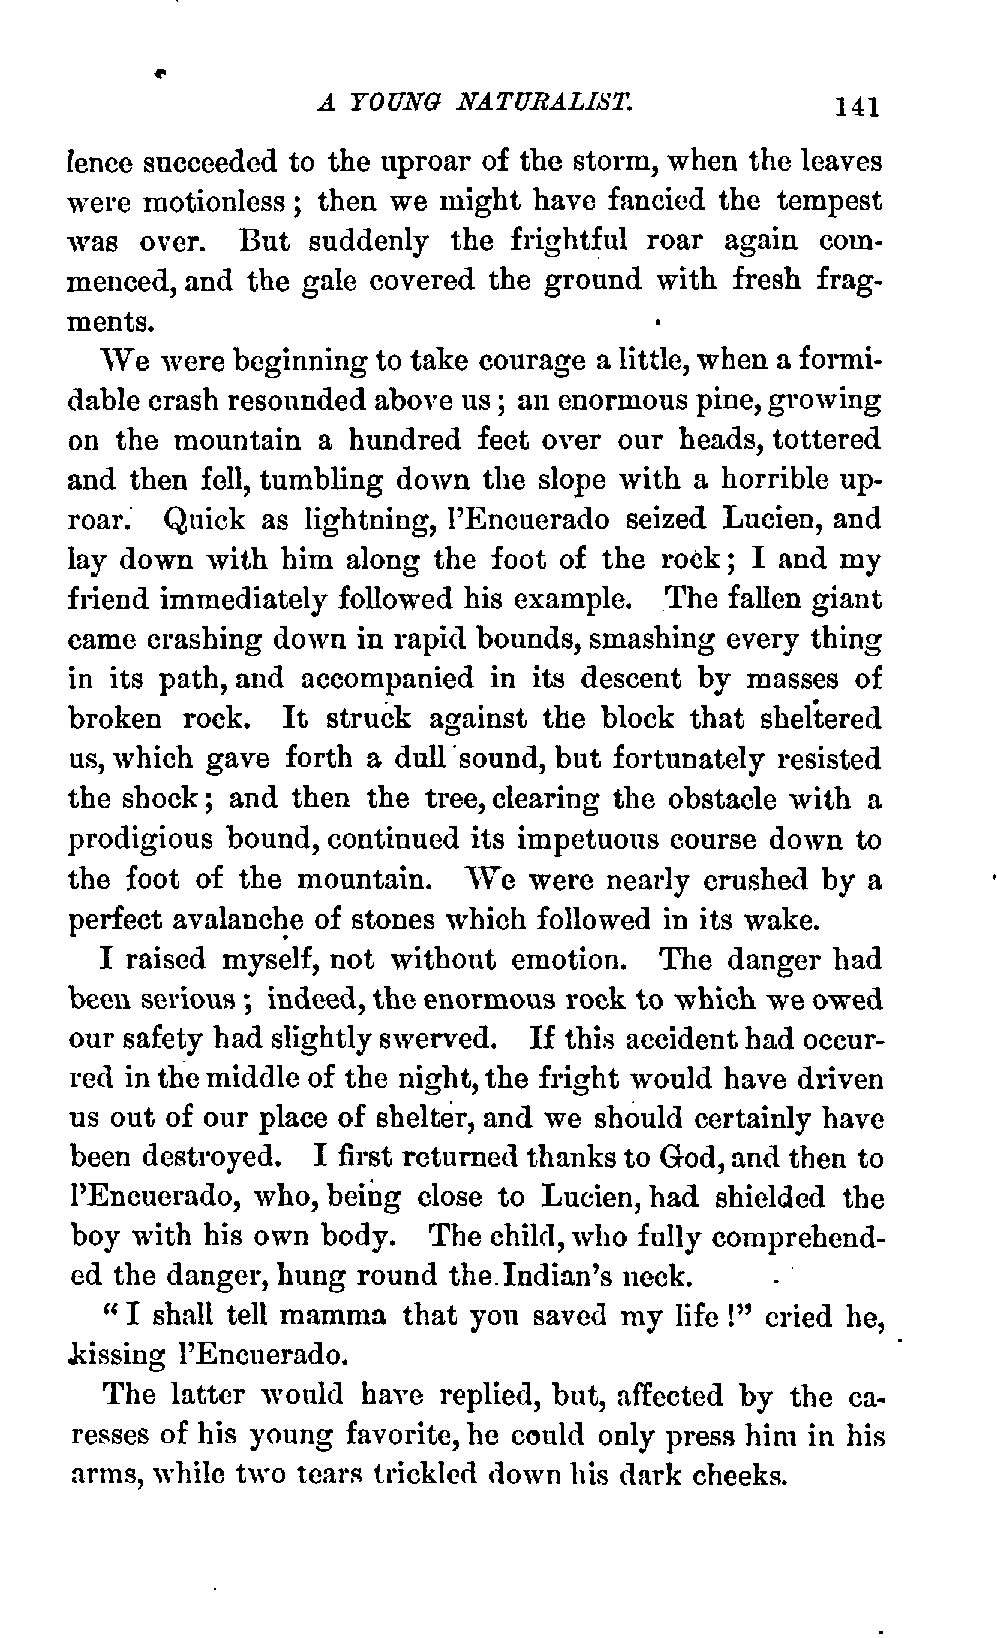 A YOUNG NATURALIST. 141
lence succeeded to the uproar of the storm, when the leaves
were motionless; then we might have fancied the tempest
was over. But suddenly the frightful roar again com-
menced, and the gale covered the ground with fresh frag-
ments.
We were beginning to take courage a little, when a formi-
dable crash resounded above us; an enormous pine, growing
on the mountain a hundred feet over our heads, tottered
and then fell, tumbling down the slope with a horrible up-
roar. Quick as lightning, l'Encuerado seized Lucien, and
lay down with him along the foot of the rock; I and my
friend immediately followed his example. The fallen giant
came crashing down in rapid bounds, smashing every thing
in its path, and accompanied in its descent by masses of
broken rock. It struck against the block that sheltered
us, which gave forth a dull sound, but fortunately resisted
the shock; and then the tree, clearing the obstacle with a
prodigious bound, continued its impetuous course down to
the foot of the mountain. We were nearly crushed by a
perfect avalanche of stones which followed in its wake.
I raised myself, not without emotion. The danger had
been serious; indeed, the enormous rock to which we owed
our safety had slightly swerved. If this accident had occur-
red in the middle of the night, the fright would have driven
us out of our place of shelter, and we should certainly have
been destroyed. I first returned thanks to God, and then to
l'Encuerado, who, being close to Lucien, had shielded the
boy with his own body. The child, who fully comprehend-
ed the danger, hung round the Indian's neck.
"I shall tell mamma that you saved my life!" cried he,
kissing l'Encuerado.
The latter would have replied, but, affected by the ca-
resses of his young favorite, he could only press him in his
arms, while two tears trickled down his dark cheeks.